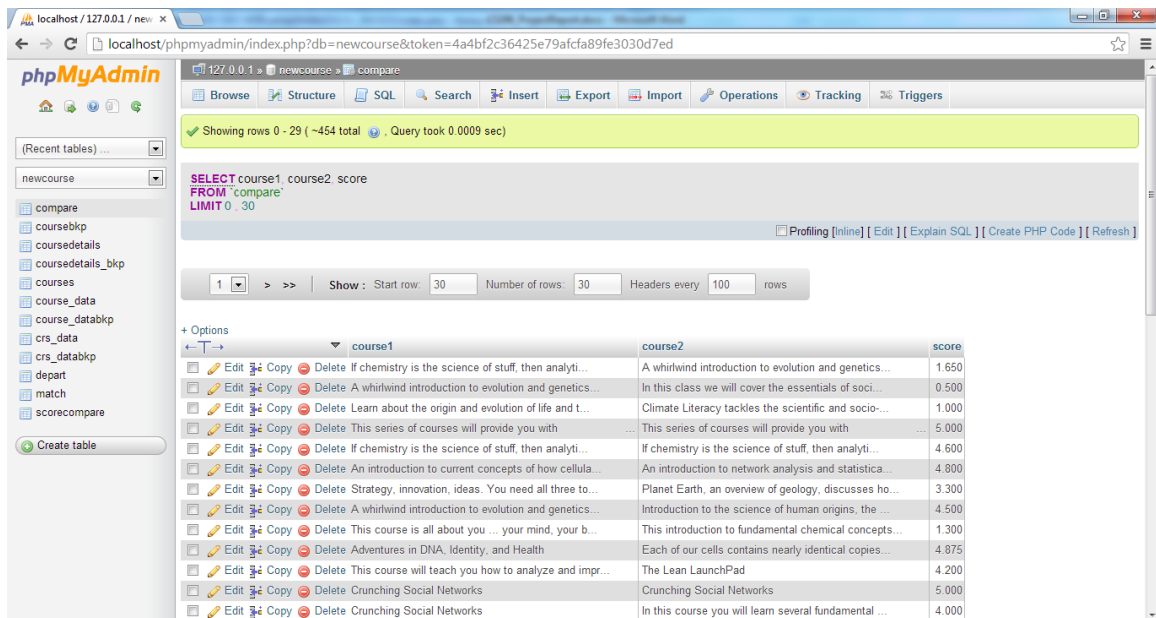 localhost / 127.0.0.1 / new
localhost/phpmyadmin/index.php?db=newcourse&token=4a4bf2c36425e79afcfa89fe3030d7ed
phpMyAdmin
(Recent tables) ...
newcourse
compare
coursebkp
coursedetails
coursedetails_bkp
courses
course_data
course_databkp
crs_data
crs_databkp
depart
match
scorecompare
Create table
127.0.0.1 » newcourse » compare
Browse Structure SQL Search Insert Export Import Operations Tracking Triggers
Showing rows 0 - 29 ( ~454 total , Query took 0.0009 sec)
SELECT course1, course2, score
FROM `compare`
LIMIT 0 , 30
Profiling [Inline] [ Edit ] [ Explain SQL ] [ Create PHP Code ] [ Refresh ]
1 > >> Show : Start row: 30 Number of rows: 30 Headers every 100 rows
+ Options
←T→ course1 course2 score
Edit Copy Delete If chemistry is the science of stuff, then analyti... A whirlwind introduction to evolution and genetics... 1.650
Edit Copy Delete A whirlwind introduction to evolution and genetics... In this class we will cover the essentials of soci... 0.500
Edit Copy Delete Learn about the origin and evolution of life and t... Climate Literacy tackles the scientific and socio-... 1.000
Edit Copy Delete This series of courses will provide you with ... This series of courses will provide you with ... 5.000
Edit Copy Delete If chemistry is the science of stuff, then analyti... If chemistry is the science of stuff, then analyti... 4.600
Edit Copy Delete An introduction to current concepts of how cellula... An introduction to network analysis and statistica... 4.800
Edit Copy Delete Strategy, innovation, ideas. You need all three to... Planet Earth, an overview of geology, discusses ho... 3.300
Edit Copy Delete A whirlwind introduction to evolution and genetics... Introduction to the science of human origins, the ... 4.500
Edit Copy Delete This course is all about you ... your mind, your b... This introduction to fundamental chemical concepts... 1.300
Edit Copy Delete Adventures in DNA, Identity, and Health Each of our cells contains nearly identical copies... 4.875
Edit Copy Delete This course will teach you how to analyze and impr... The Lean LaunchPad 4.200
Edit Copy Delete Crunching Social Networks Crunching Social Networks 5.000
Edit Copy Delete Crunching Social Networks In this course you will learn several fundamental ... 4.000